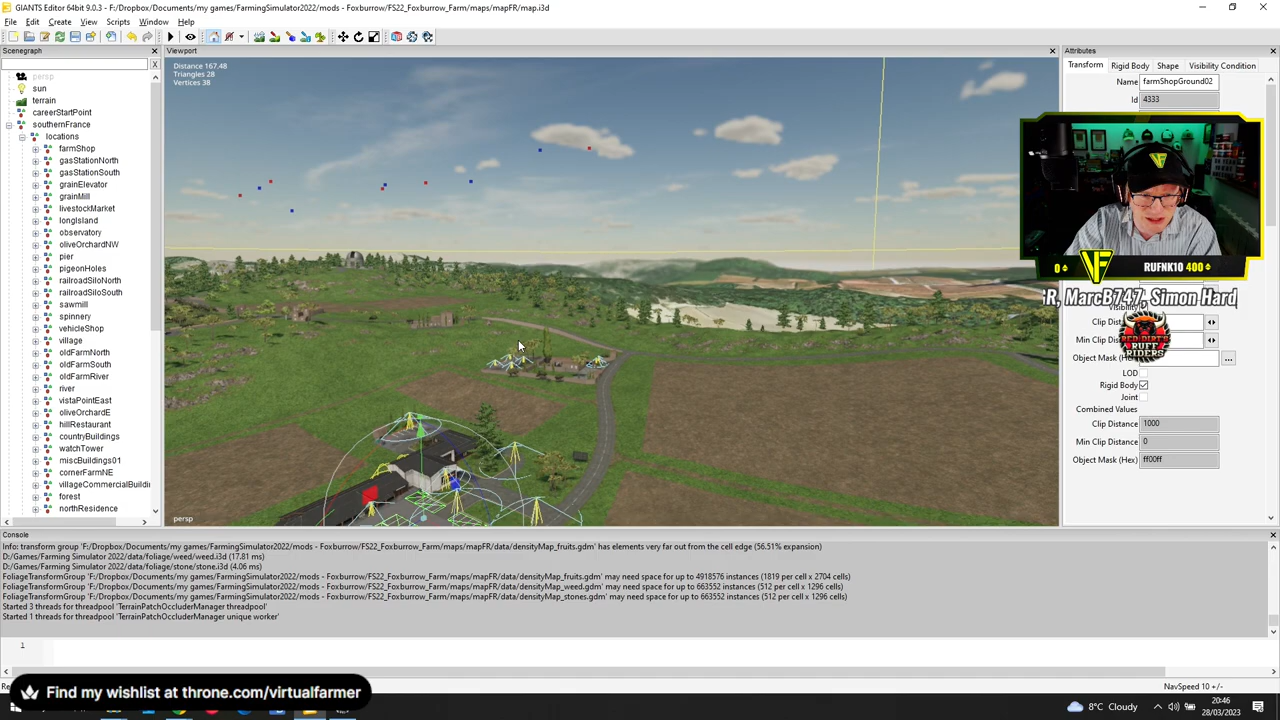 GIANTS Editor 64bit 9.0.3 - F:/Dropbox/Documents/my games/FarmingSimulator2022/mods - Foxburrow/FS22_Foxburrow_Farm/maps/mapFR/map.i3d
File Edit Create View Scripts Window Help
Scenegraph
X
persp
sun
terrain
careerStartPoint
southernFrance
locations
farmShop
gasStationNorth
gasStationSouth
grainElevator
grainMill
livestockMarket
longIsland
observatory
oliveOrchardNW
pier
pigeonHoles
railroadSiloNorth
railroadSiloSouth
sawmill
spinnery
vehicleShop
village
oldFarmNorth
oldFarmSouth
oldFarmRiver
river
vistaPointEast
oliveOrchardE
hillRestaurant
countryBuildings
watchTower
miscBuildings01
cornerFarmNE
villageCommercialBuildi
forest
northResidence
Viewport
Distance 167.48
Triangles 28
Vertices 38
persp
Attributes
Transform Rigid Body Shape Visibility Condition
Name farmShopGround02
Id 4333
VF
0 VF RUFNK10 400
R, MarcB747, Simon Hard
RED DIRT
RUFF RIDERS
Clip Dist
Min Clip Dist
Object Mask (He
...
LOD
Rigid Body
Joint
Combined Values
Clip Distance 1000
Min Clip Distance 0
Object Mask (Hex) ff00ff
Console
Info: transform group 'F:/Dropbox/Documents/my games/FarmingSimulator2022/mods - Foxburrow/FS22_Foxburrow_Farm/maps/mapFR/data/densityMap_fruits.gdm' has elements very far out from the cell edge (56.51% expansion)
D:/Games/Farming Simulator 2022/data/foliage/weed/weed.i3d (17.81 ms)
D:/Games/Farming Simulator 2022/data/foliage/stone/stone.i3d (4.06 ms)
FoliageTransformGroup 'F:/Dropbox/Documents/my games/FarmingSimulator2022/mods - Foxburrow/FS22_Foxburrow_Farm/maps/mapFR/data/densityMap_fruits.gdm' may need space for up to 4918576 instances (1819 per cell x 2704 cells)
FoliageTransformGroup 'F:/Dropbox/Documents/my games/FarmingSimulator2022/mods - Foxburrow/FS22_Foxburrow_Farm/maps/mapFR/data/densityMap_weed.gdm' may need space for up to 663552 instances (512 per cell x 1296 cells)
FoliageTransformGroup 'F:/Dropbox/Documents/my games/FarmingSimulator2022/mods - Foxburrow/FS22_Foxburrow_Farm/maps/mapFR/data/densityMap_stones.gdm' may need space for up to 663552 instances (512 per cell x 1296 cells)
Started 3 threads for threadpool 'TerrainPatchOccluderManager threadpool'
Started 1 threads for threadpool 'TerrainPatchOccluderManager unique worker'
1
Re
NavSpeed 10 +/-
Find my wishlist at throne.com/virtualfarmer
8°C Cloudy
20:46
28/03/2023